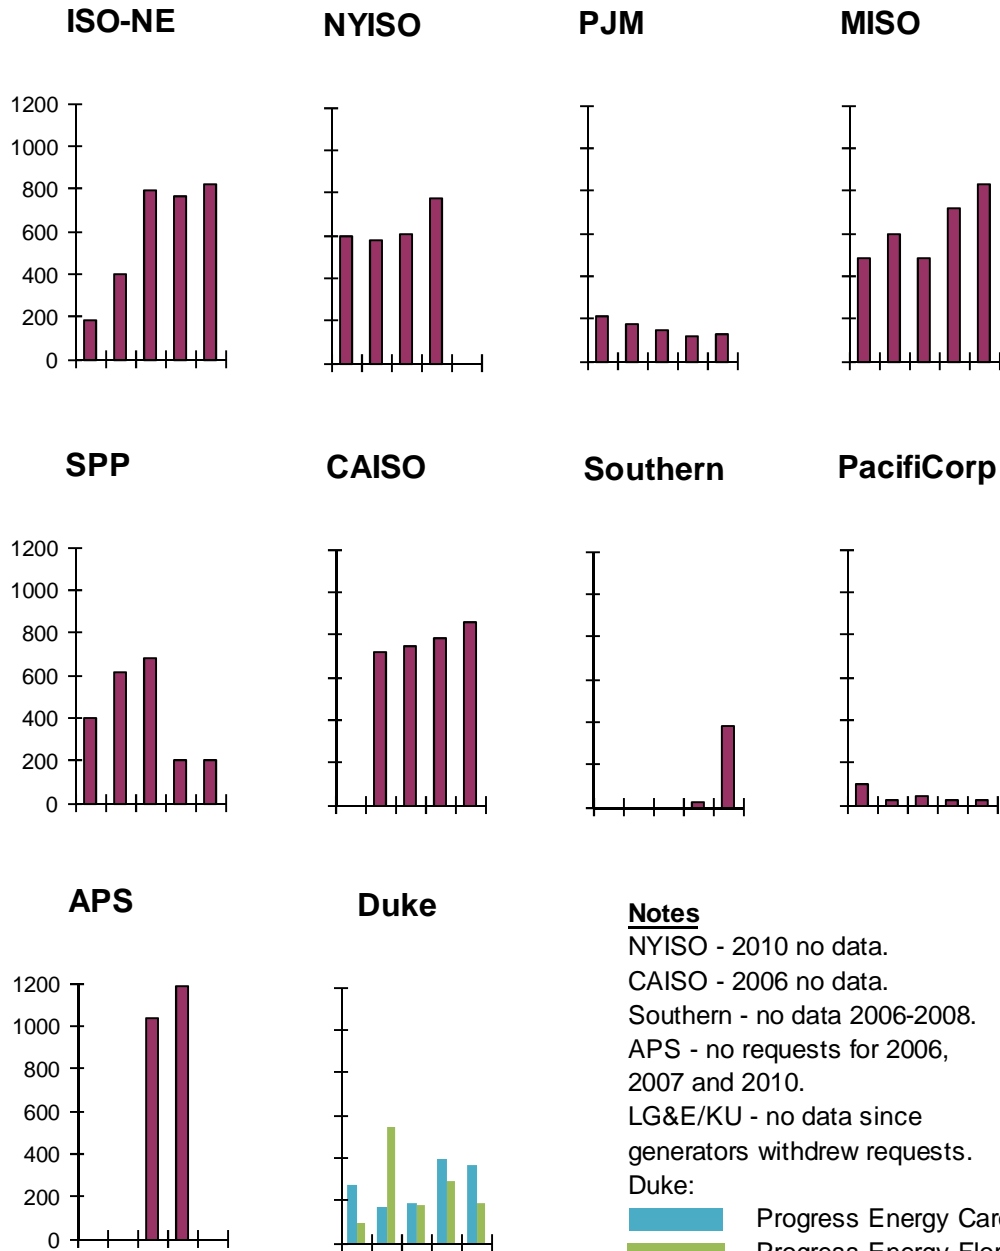 ISO-NE NYISO PJM MISO
1200
1000
800
600
400
200
0
SPP CAISO Southern PacifiCorp
1200
1000
800
600
400
200
0
APS Duke
1200
1000
800
600
400
200
0
Notes
NYISO - 2010 no data.
CAISO - 2006 no data.
Southern - no data 2006-2008.
APS - no requests for 2006,
2007 and 2010.
LG&E/KU - no data since
generators withdrew requests.
Duke:
Progress Energy Car
Progress Energy Flor